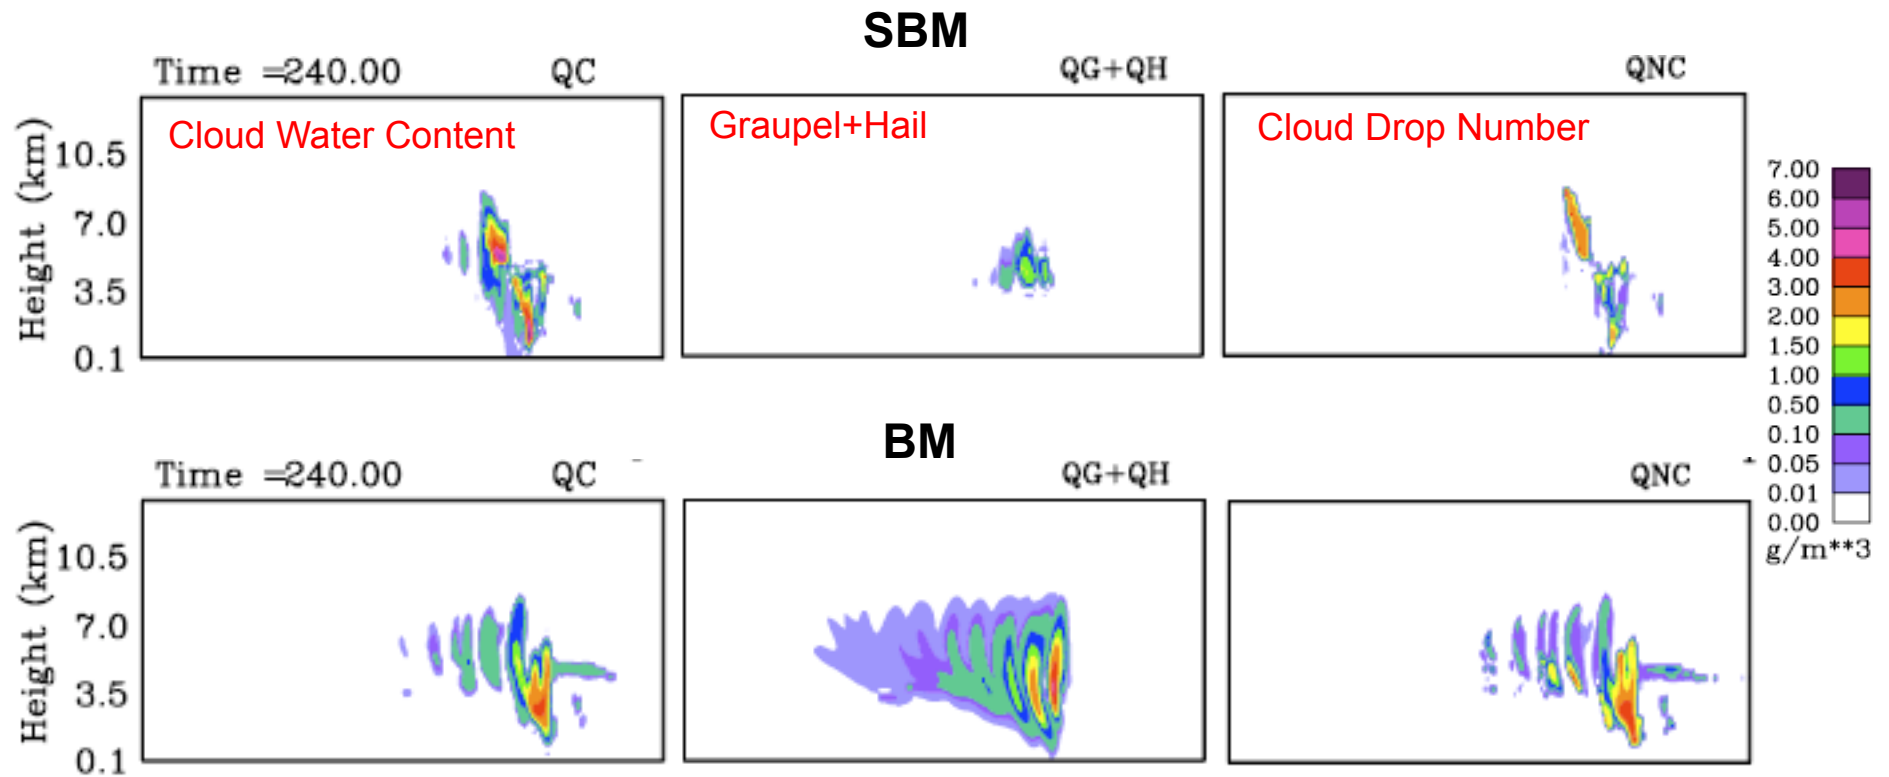 SBM
Time =240.00 QC QG+QH QNC
Cloud Water Content Graupel+Hail Cloud Drop Number
Height (km)
10.5
7.0
3.5
0.1
7.00
6.00
5.00
4.00
3.00
2.00
1.50
1.00
0.50
0.10
0.05
0.01
0.00
g/m**3
BM
Time =240.00 QC QG+QH QNC
Height (km)
10.5
7.0
3.5
0.1